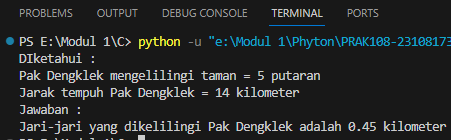 PROBLEMS OUTPUT DEBUG CONSOLE TERMINAL PORTS
PS E:\Modul 1\C> python -u "e:\Modul 1\Phyton\PRAK108-23108173
DIketahui :
Pak Dengklek mengelilingi taman = 5 putaran
Jarak tempuh Pak Dengklek = 14 kilometer
Jawaban :
Jari-jari yang dikelilingi Pak Dengklek adalah 0.45 kilometer